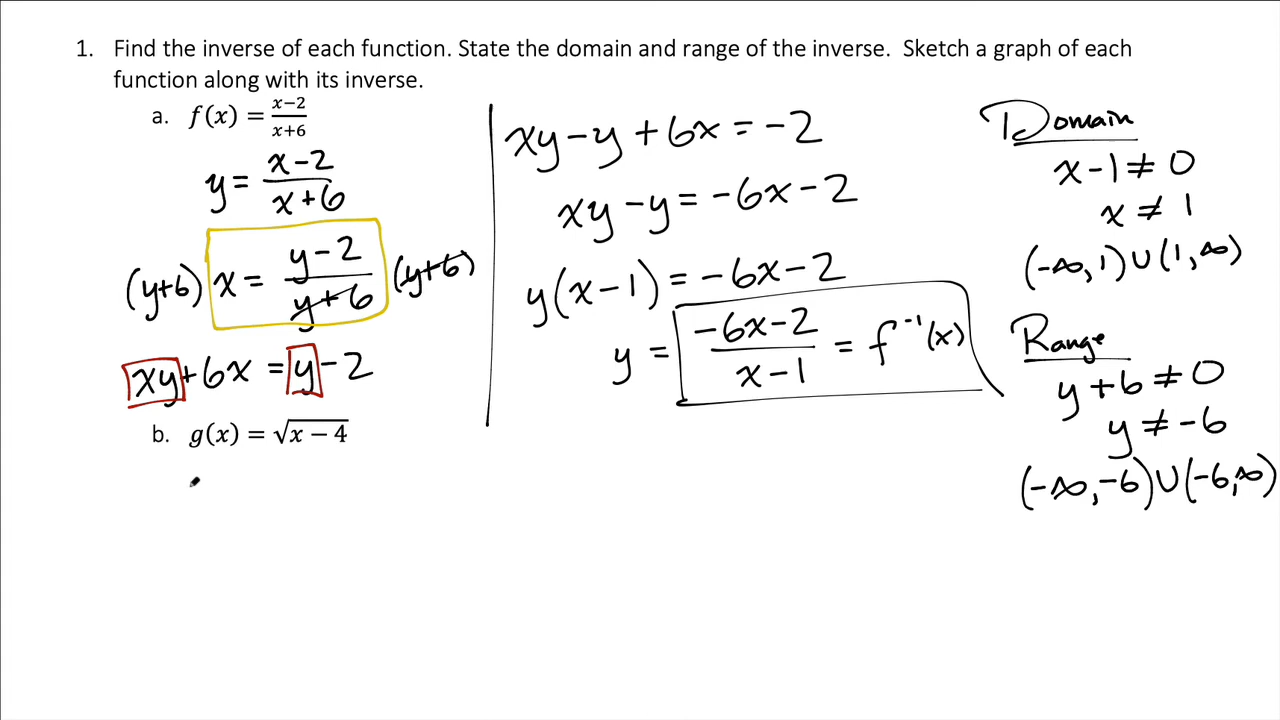 1. Find the inverse of each function. State the domain and range of the inverse. Sketch a graph of each
function along with its inverse.
a. f(x) = x−2/x+6
y = x-2/x+6
(y+6) x = y-2/y+6 (y+6)
xy+6x = y-2
xy-y+6x=-2
xy-y=-6x-2
y(x-1)=-6x-2
y = -6x-2/x-1 = f⁻¹(x)
Domain
x-1≠0
x≠1
(-∞,1)∪(1,∞)
Range
y+6≠0
y≠-6
(-∞,-6)∪(-6,∞)
b. g(x) = √x − 4